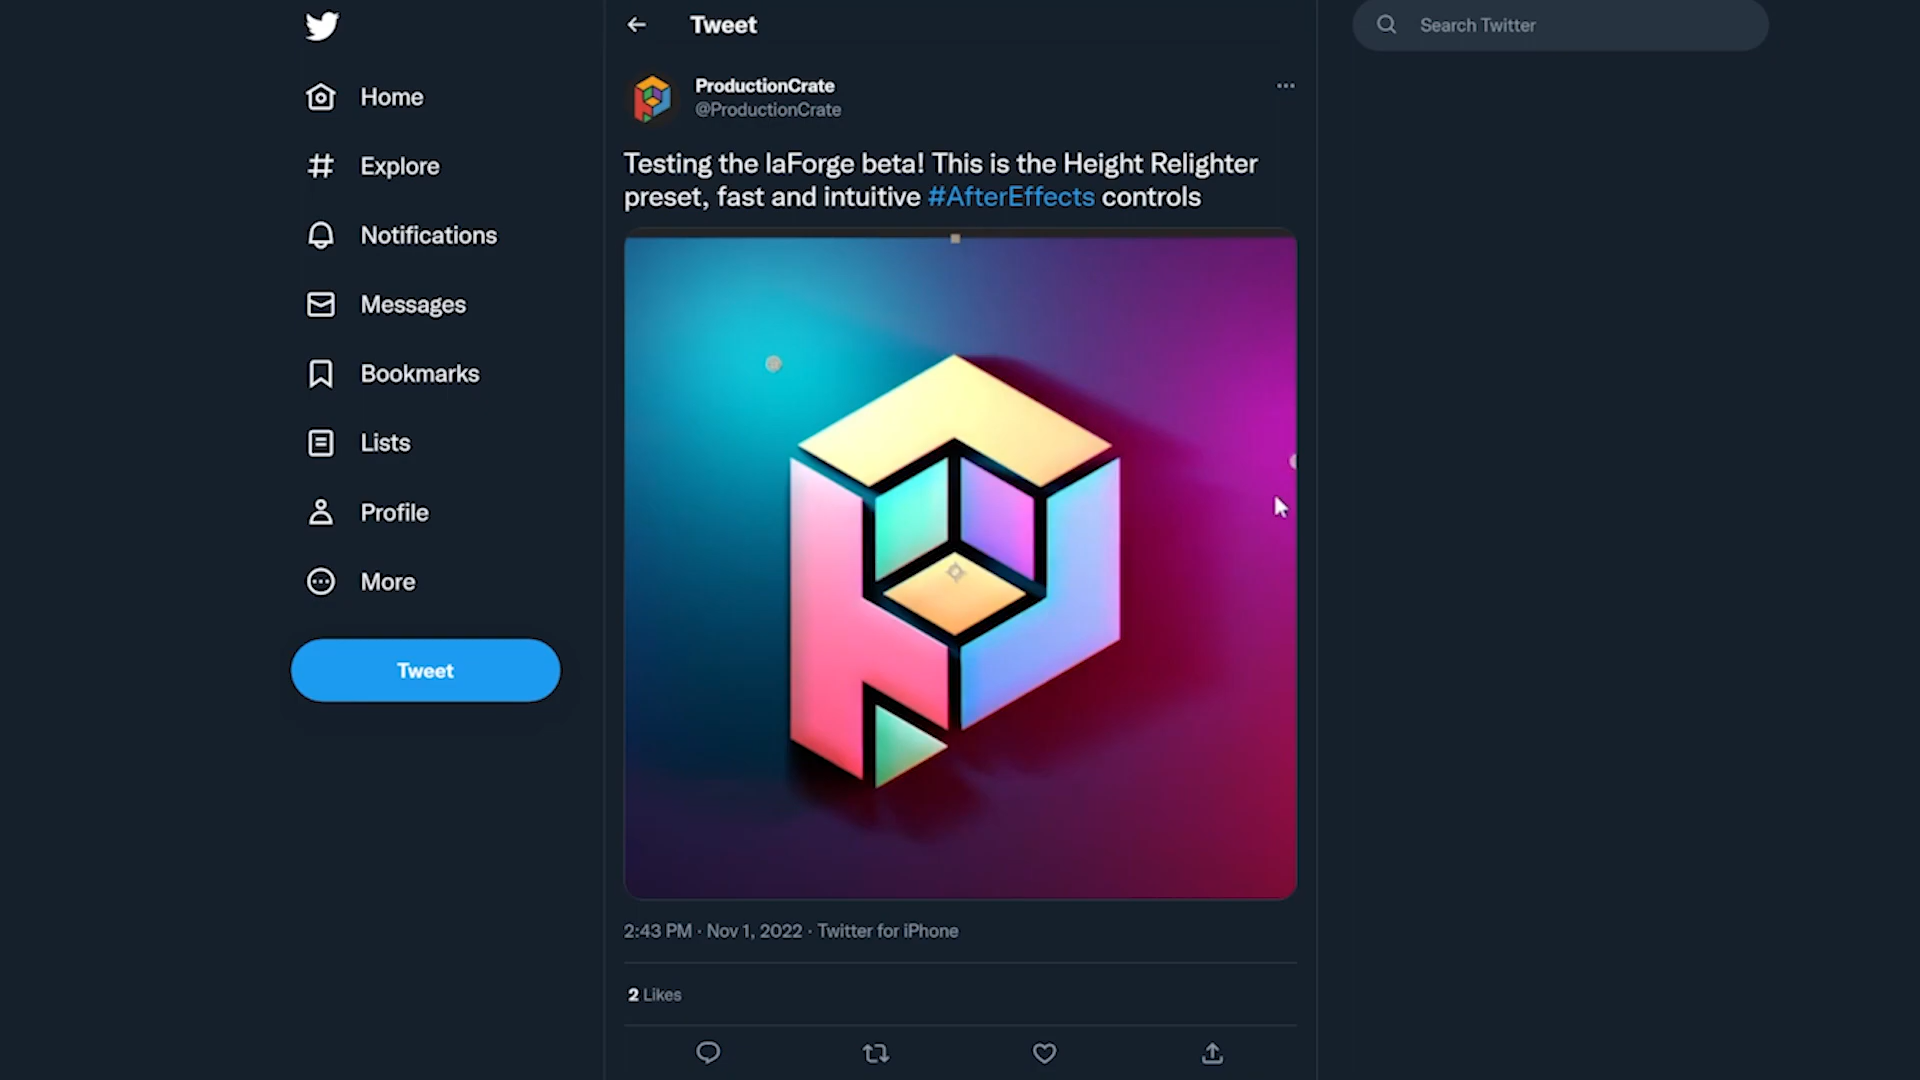 Tweet
Search Twitter
Home
Explore
Notifications
Messages
Bookmarks
Lists
Profile
More
Tweet
ProductionCrate
@ProductionCrate
Testing the laForge beta! This is the Height Relighter
preset, fast and intuitive #AfterEffects controls
2:43 PM · Nov 1, 2022 · Twitter for iPhone
2 Likes